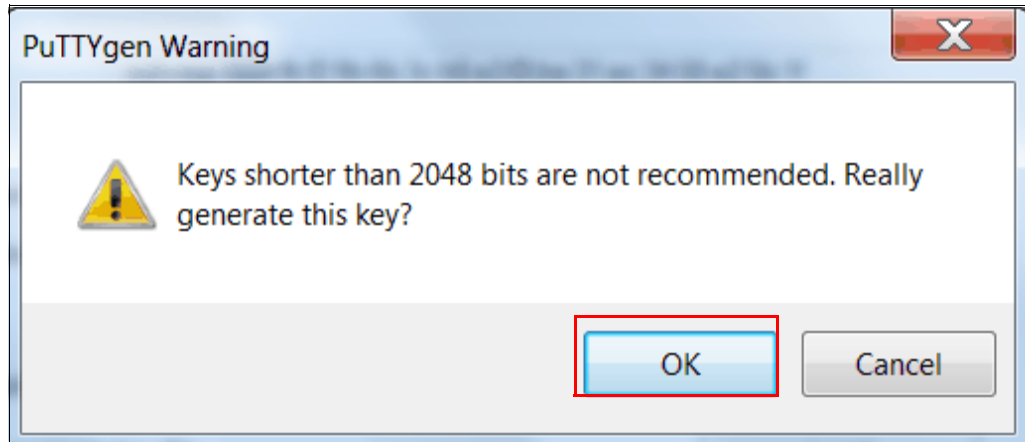 PuTTYgen Warning
Keys shorter than 2048 bits are not recommended. Really
generate this key?
OK
Cancel